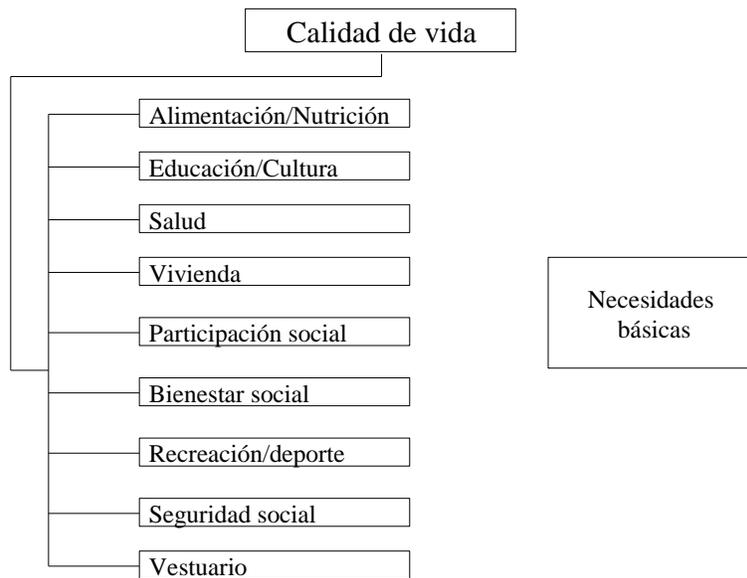 Calidad de vida
Alimentación/Nutrición
Educación/Cultura
Salud
Vivienda
Participación social
Bienestar social
Recreación/deporte
Seguridad social
Vestuario
Necesidades
básicas